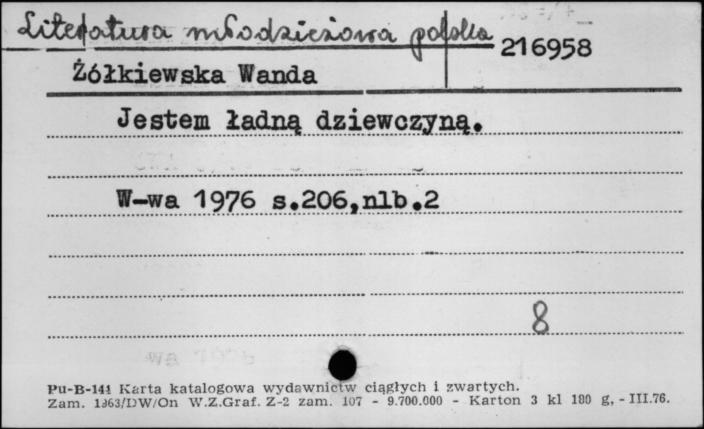 Literatura młodzieżowa polska
216958
Żółkiewska Wanda
Jestem ładną dziewczyną.
W-wa 1976 s.206,nlb.2
8
Pu-B-141 Karta katalogowa wydawnictw ciągłych i zwartych.
Zam. 1363/DW/On W.Z.Graf. Z-2 zam. 107 - 9.700.000 - Karton 3 kl 180 g, - III.76.